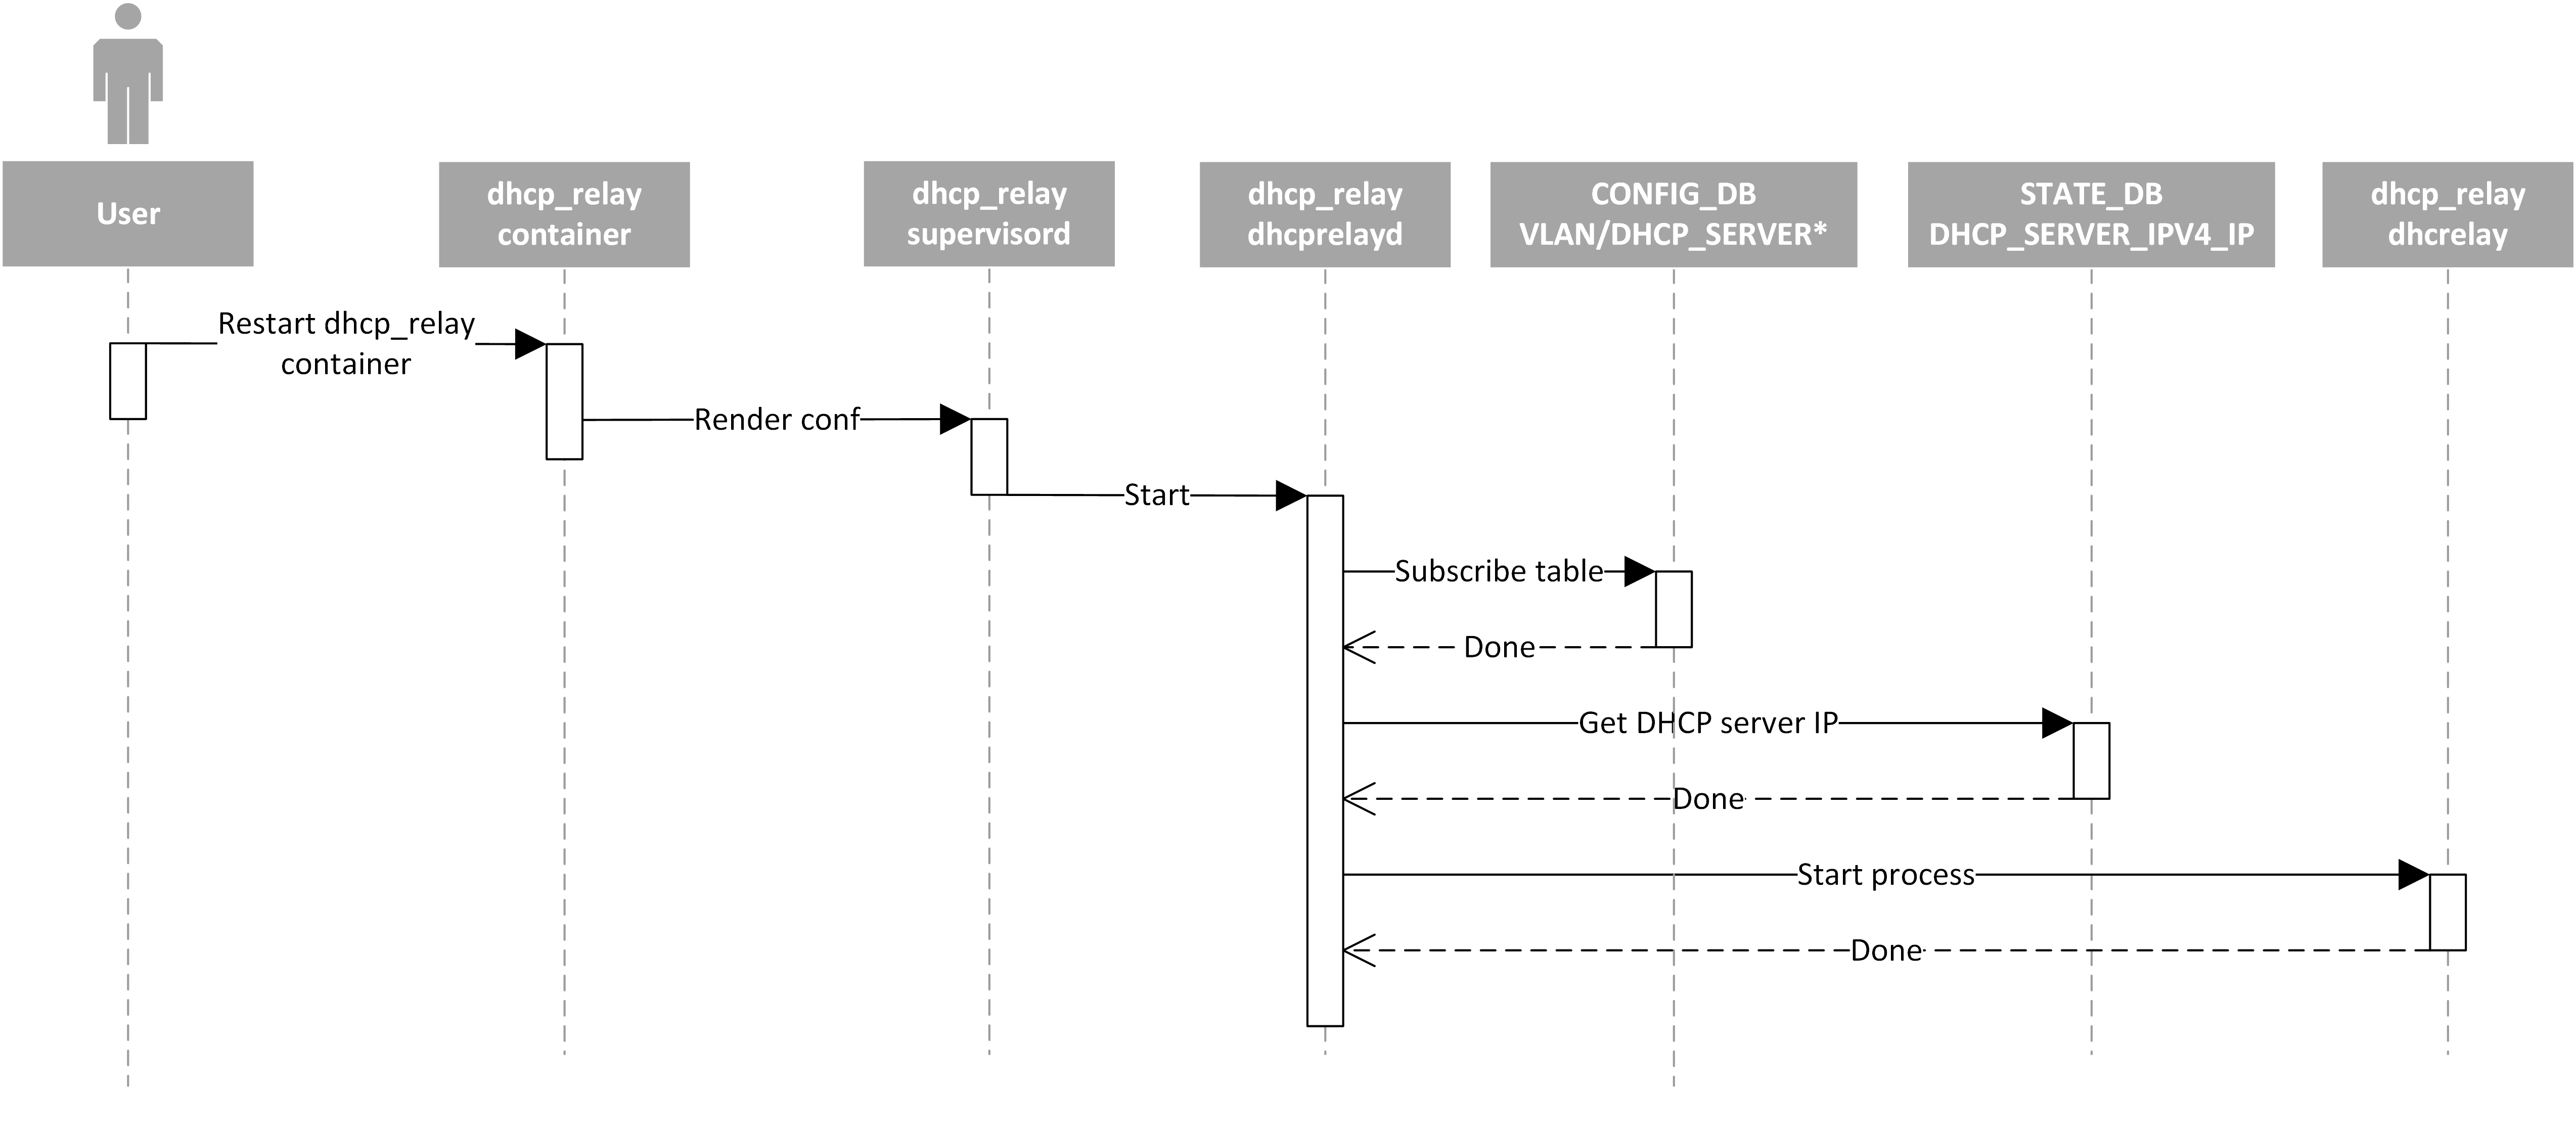 User
dhcp_relay
container
dhcp_relay
supervisord
dhcp_relay
dhcprelayd
CONFIG_DB
VLAN/DHCP_SERVER*
STATE_DB
DHCP_SERVER_IPV4_IP
dhcp_relay
dhcrelay
Restart dhcp_relay
container
Render conf
Start
Subscribe table
Done
Get DHCP server IP
Done
Start process
Done